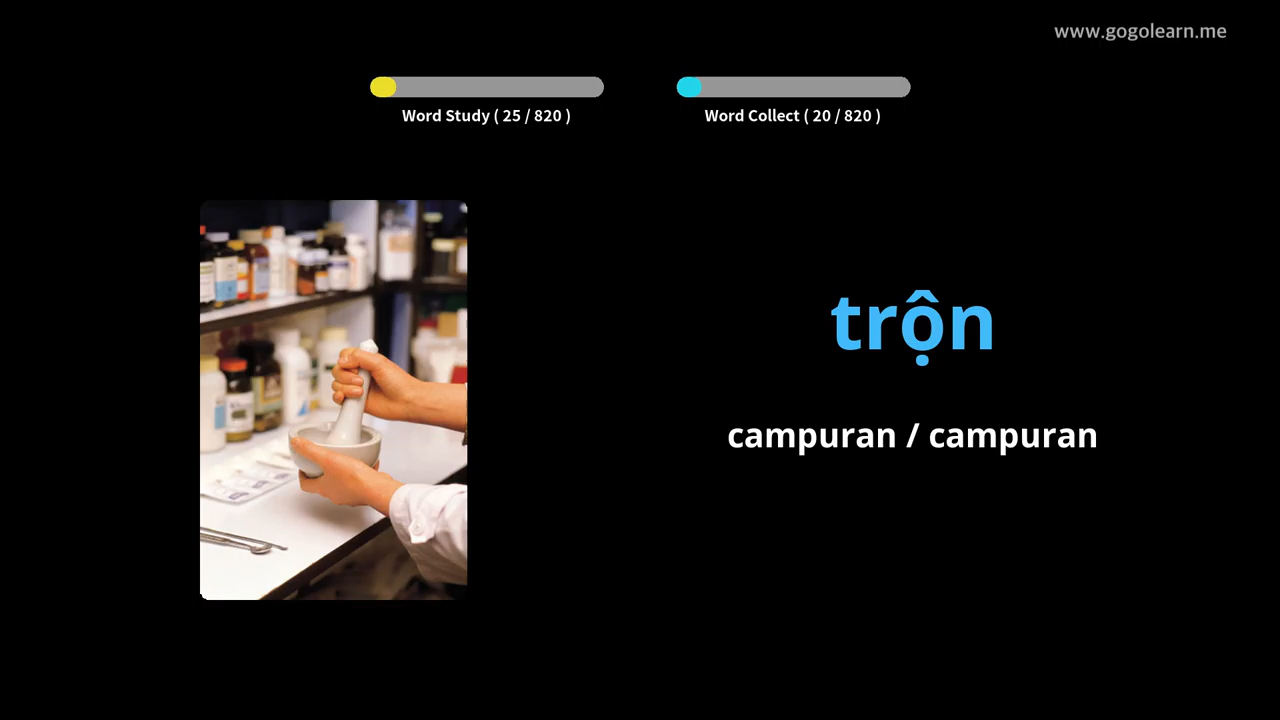 www.gogolearn.me
Word Study ( 25 / 820 )
Word Collect ( 20 / 820 )
trộn
campuran / campuran